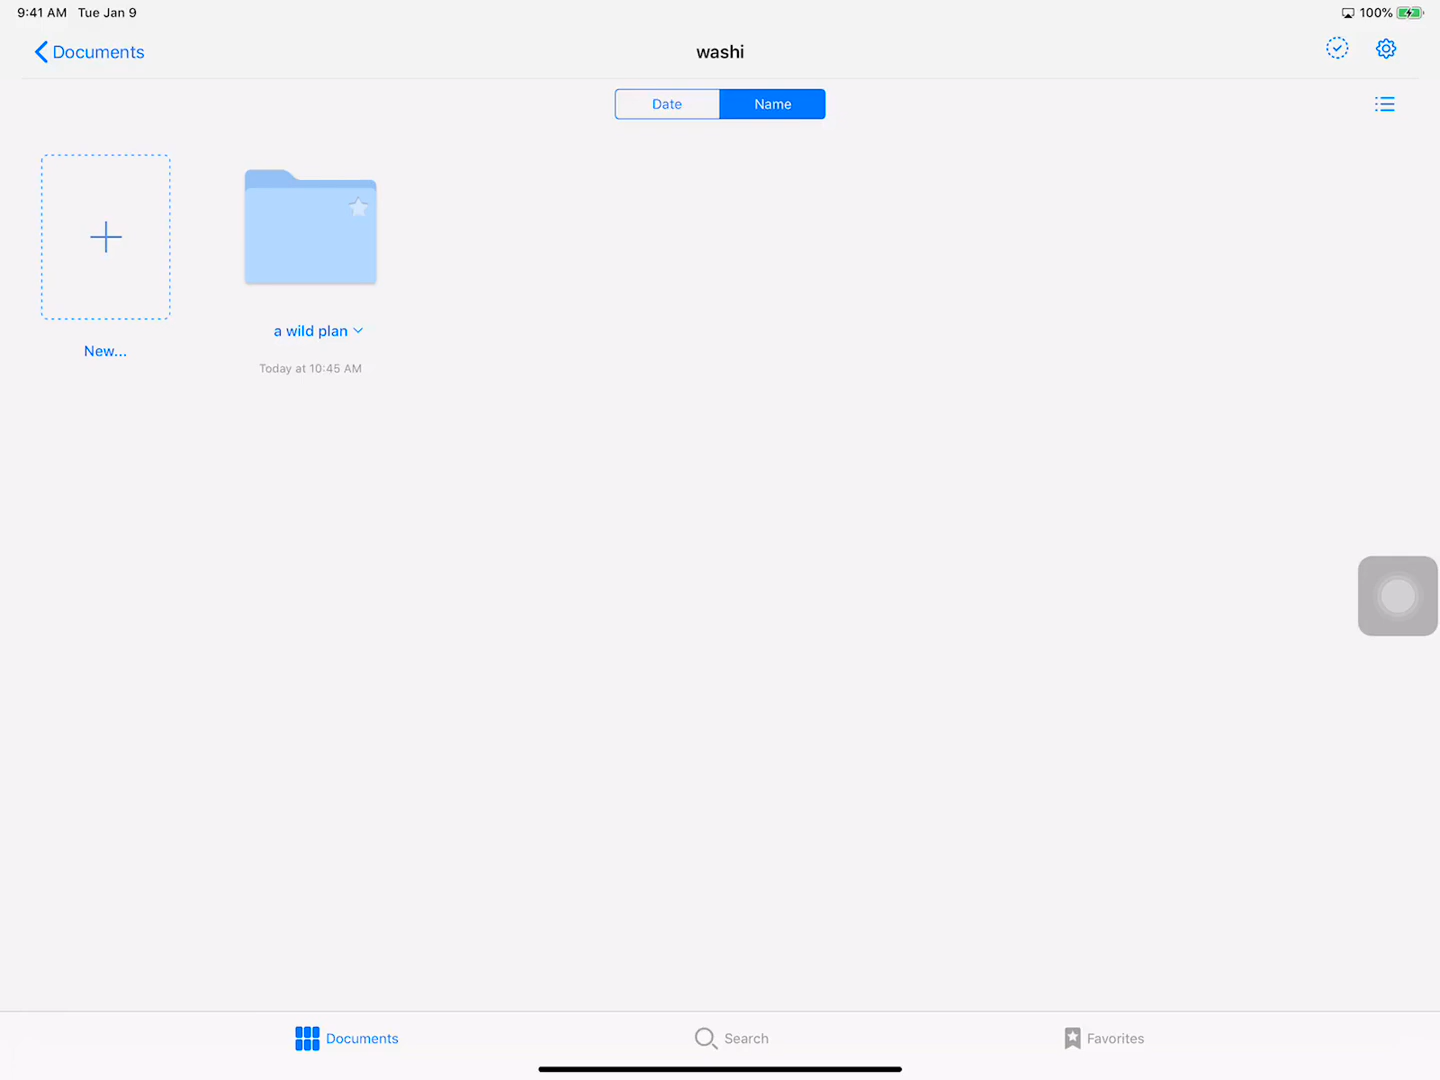 9:41 AM Tue Jan 9 100%
Documents washi
Date Name
a wild plan
New...
Today at 10:45 AM
Documents Search Favorites